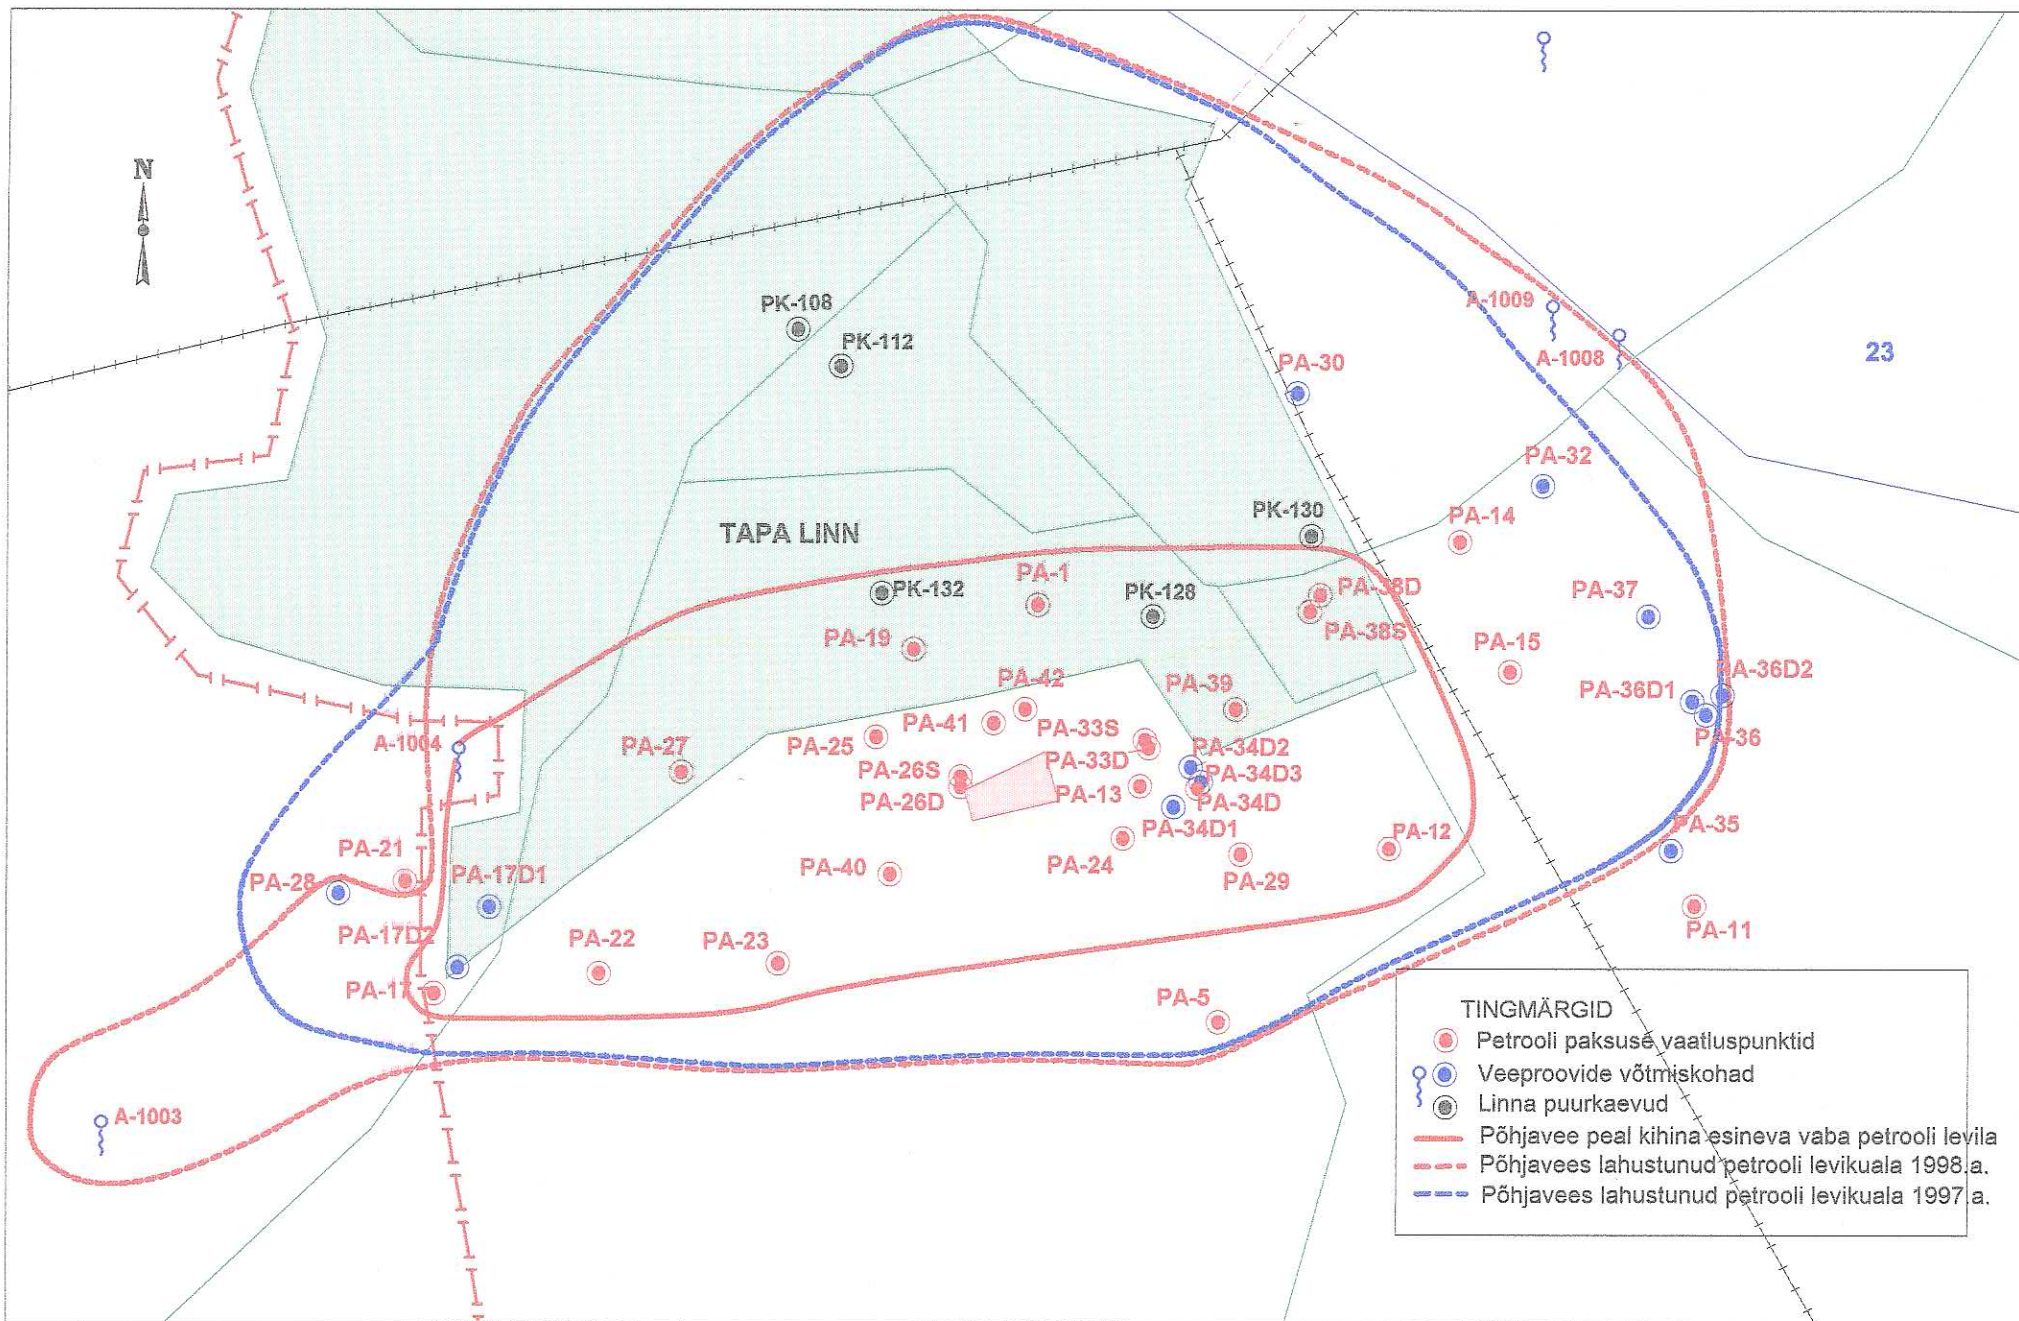 N
PK-108
PK-112
A-1009
A-1008
23
PA-30
PA-32
PK-130
PA-14
TAPA LINN
PK-132
PA-1
PK-128
PA-38D
PA-38S
PA-37
PA-19
PA-15
PA-42
PA-39
PA-36D2
PA-36D1
PA-41
PA-33S
PA-36
A-1004
PA-27
PA-25
PA-33D
PA-34D2
PA-26S
PA-34D3
PA-26D
PA-13
PA-34D
PA-34D1
PA-12
PA-35
PA-21
PA-40
PA-24
PA-29
PA-28
PA-17D1
PA-11
PA-17D2
PA-22
PA-23
PA-17
PA-5
A-1003
TINGMÄRGID
Petrooli paksuse vaatluspunktid
Veeproovide võtmiskohad
Linna puurkaevud
Põhjavee peal kihina esineva vaba petrooli levila
Põhjavees lahustunud petrooli levikuala 1998.a.
Põhjavees lahustunud petrooli levikuala 1997.a.